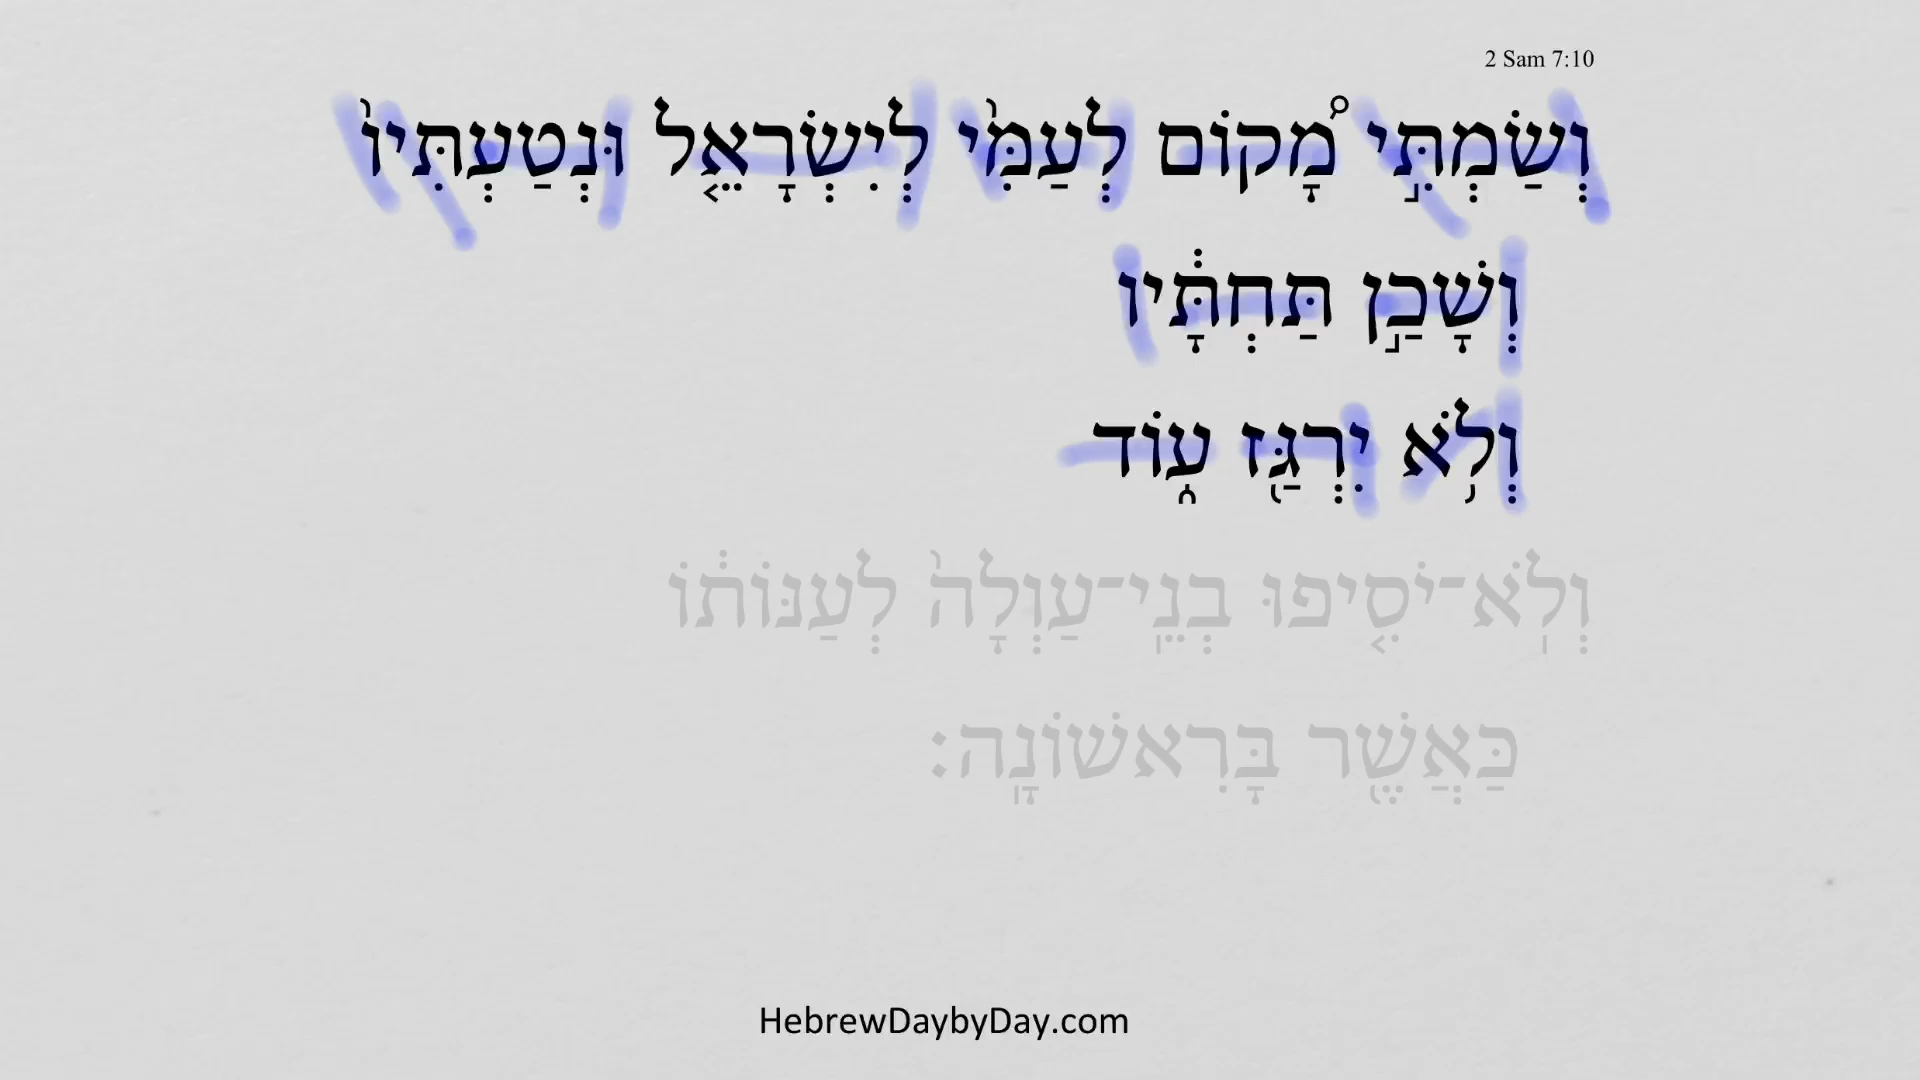 2 Sam 7:10
וְשַׂמְתִּ֣י מָ֠קוֹם לְעַמִּ֨י לְיִשְׂרָאֵ֤ל וּנְטַעְתִּיו֙
וְשָׁכַ֣ן תַּחְתָּ֔יו
וְלֹ֥א יִרְגַּ֖ז ע֑וֹד
וְלֹֽא־יֹסִ֤יפוּ בְנֵֽי־עַוְלָה֙ לְעַנּוֹת֔וֹ
כַּאֲשֶׁ֖ר בָּרִאשׁוֹנָֽה׃
HebrewDaybyDay.com